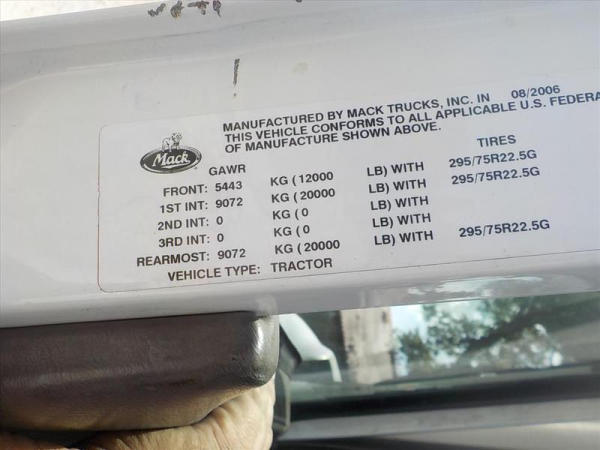 MANUFACTURED BY MACK TRUCKS, INC. IN 08/2006
THIS VEHICLE CONFORMS TO ALL APPLICABLE U.S. FEDERA
OF MANUFACTURE SHOWN ABOVE.
Mack
GAWR TIRES
FRONT: 5443 KG ( 12000 LB) WITH 295/75R22.5G
1ST INT: 9072 KG ( 20000 LB) WITH 295/75R22.5G
2ND INT: 0 KG ( 0 LB) WITH
3RD INT: 0 KG ( 0 LB) WITH
REARMOST: 9072 KG ( 20000 LB) WITH 295/75R22.5G
VEHICLE TYPE: TRACTOR